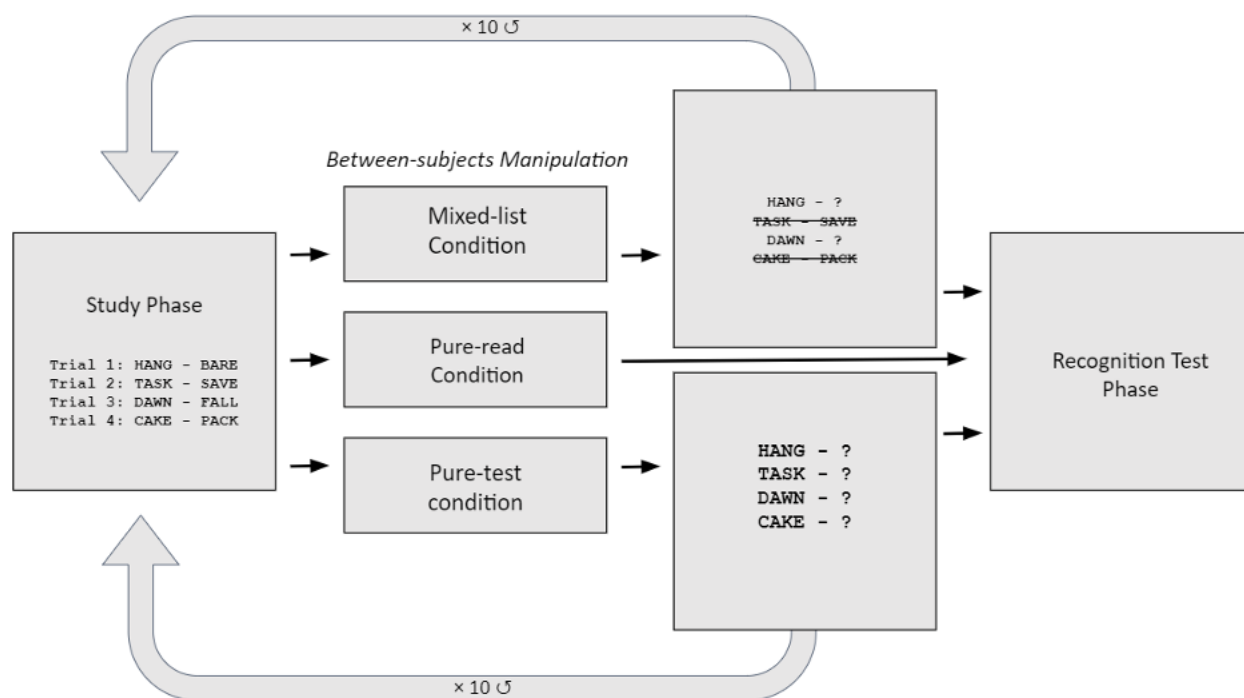 × 10 ↺
Between-subjects Manipulation
Study Phase
Trial 1: HANG - BARE
Trial 2: TASK - SAVE
Trial 3: DAWN - FALL
Trial 4: CAKE - PACK
Mixed-list
Condition
Pure-read
Condition
Pure-test
condition
HANG - ?
TASK - SAVE
DAWN - ?
CAKE - PACK
HANG - ?
TASK - ?
DAWN - ?
CAKE - ?
Recognition Test
Phase
× 10 ↺